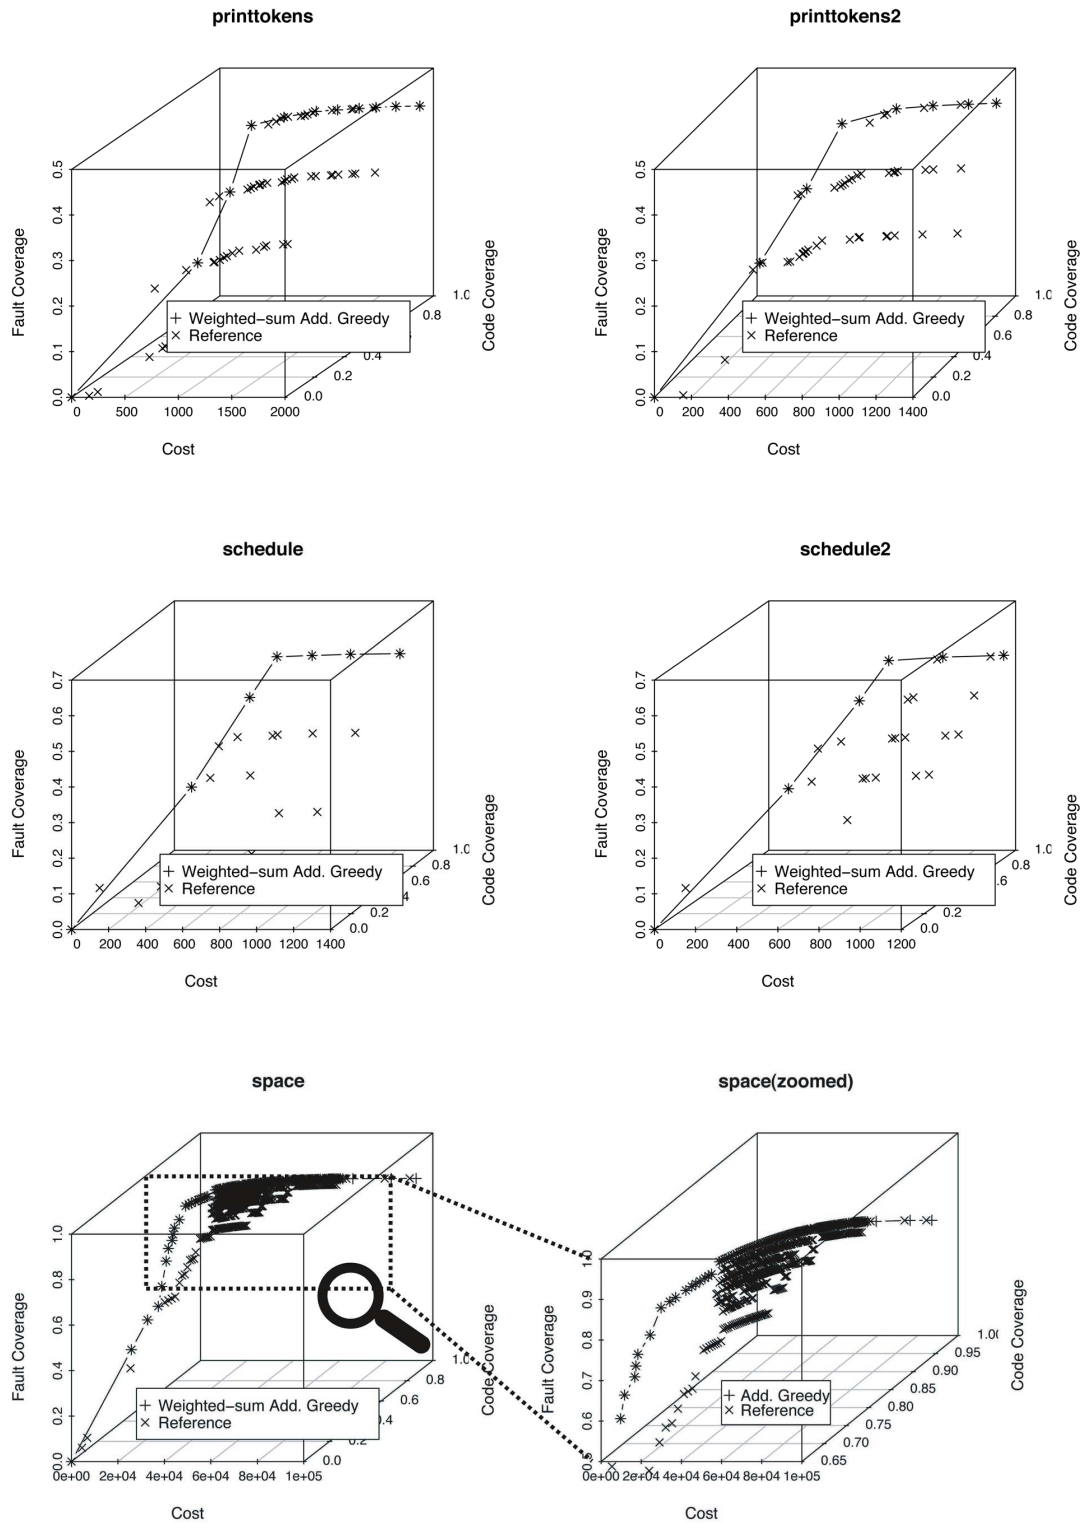 printtokens
Fault Coverage
0.0 0.1 0.2 0.3 0.4 0.5
Weighted−sum Add. Greedy
Reference
0 500 1000 1500 2000
Cost
0.0 0.2 0.4 0.8 1.0
Code Coverage
printtokens2
Fault Coverage
0.0 0.1 0.2 0.3 0.4 0.5
Weighted−sum Add. Greedy
Reference
0 200 400 600 800 1000 1200 1400
Cost
0.0 0.2 0.4 0.6 0.8 1.0
Code Coverage
schedule
Fault Coverage
0.0 0.1 0.2 0.3 0.4 0.5 0.6 0.7
Weighted−sum Add. Greedy
Reference
0 200 400 600 800 1000 1200 1400
Cost
0.0 0.2 4 0.6 0.8 1.0
Code Coverage
schedule2
Fault Coverage
0.0 0.1 0.2 0.3 0.4 0.5 0.6 0.7
Weighted−sum Add. Greedy
Reference
0 200 400 600 800 1000 1200
Cost
0.0 0.2 0.6 0.8 1.0
Code Coverage
space
Fault Coverage
0.0 0.2 0.4 0.6 0.8 1.0
Weighted−sum Add. Greedy
Reference
0e+00 2e+04 4e+04 6e+04 8e+04 1e+05
Cost
0.0 0.2 0.4 0.6 0.8 1.0
Code Coverage
space(zoomed)
Fault Coverage
0.5 0.6 0.7 0.8 0.9 1.0
Add. Greedy
Reference
0e+00 2e+04 4e+04 6e+04 8e+04 1e+05
Cost
0.65 0.70 0.75 0.80 0.85 0.90 0.95 1.00
Code Coverage